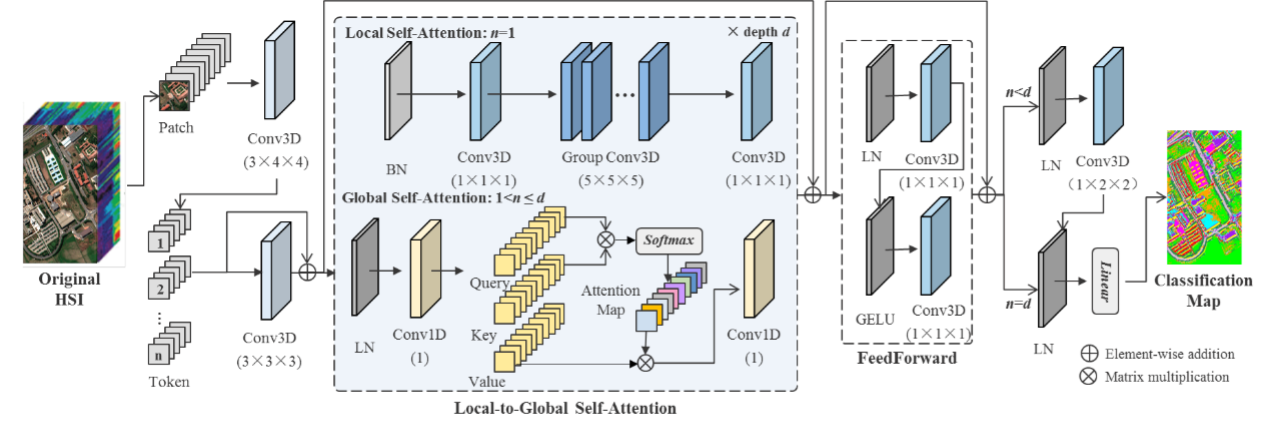 Original
HSI
Patch
Conv3D
(3×4×4)
1
2
n
Token
Conv3D
(3×3×3)
Local Self-Attention: n=1
× depth d
BN
Conv3D
(1×1×1)
Group Conv3D
(5×5×5)
Conv3D
(1×1×1)
Global Self-Attention: 1<n≤d
LN
Conv1D
(1)
Query
Key
Value
Softmax
Attention
Map
Conv1D
(1)
Local-to-Global Self-Attention
LN
Conv3D
(1×1×1)
GELU
Conv3D
(1×1×1)
FeedForward
n<d
LN
Conv3D
(1×2×2)
n=d
LN
Linear
Classification
Map
Element-wise addition
Matrix multiplication